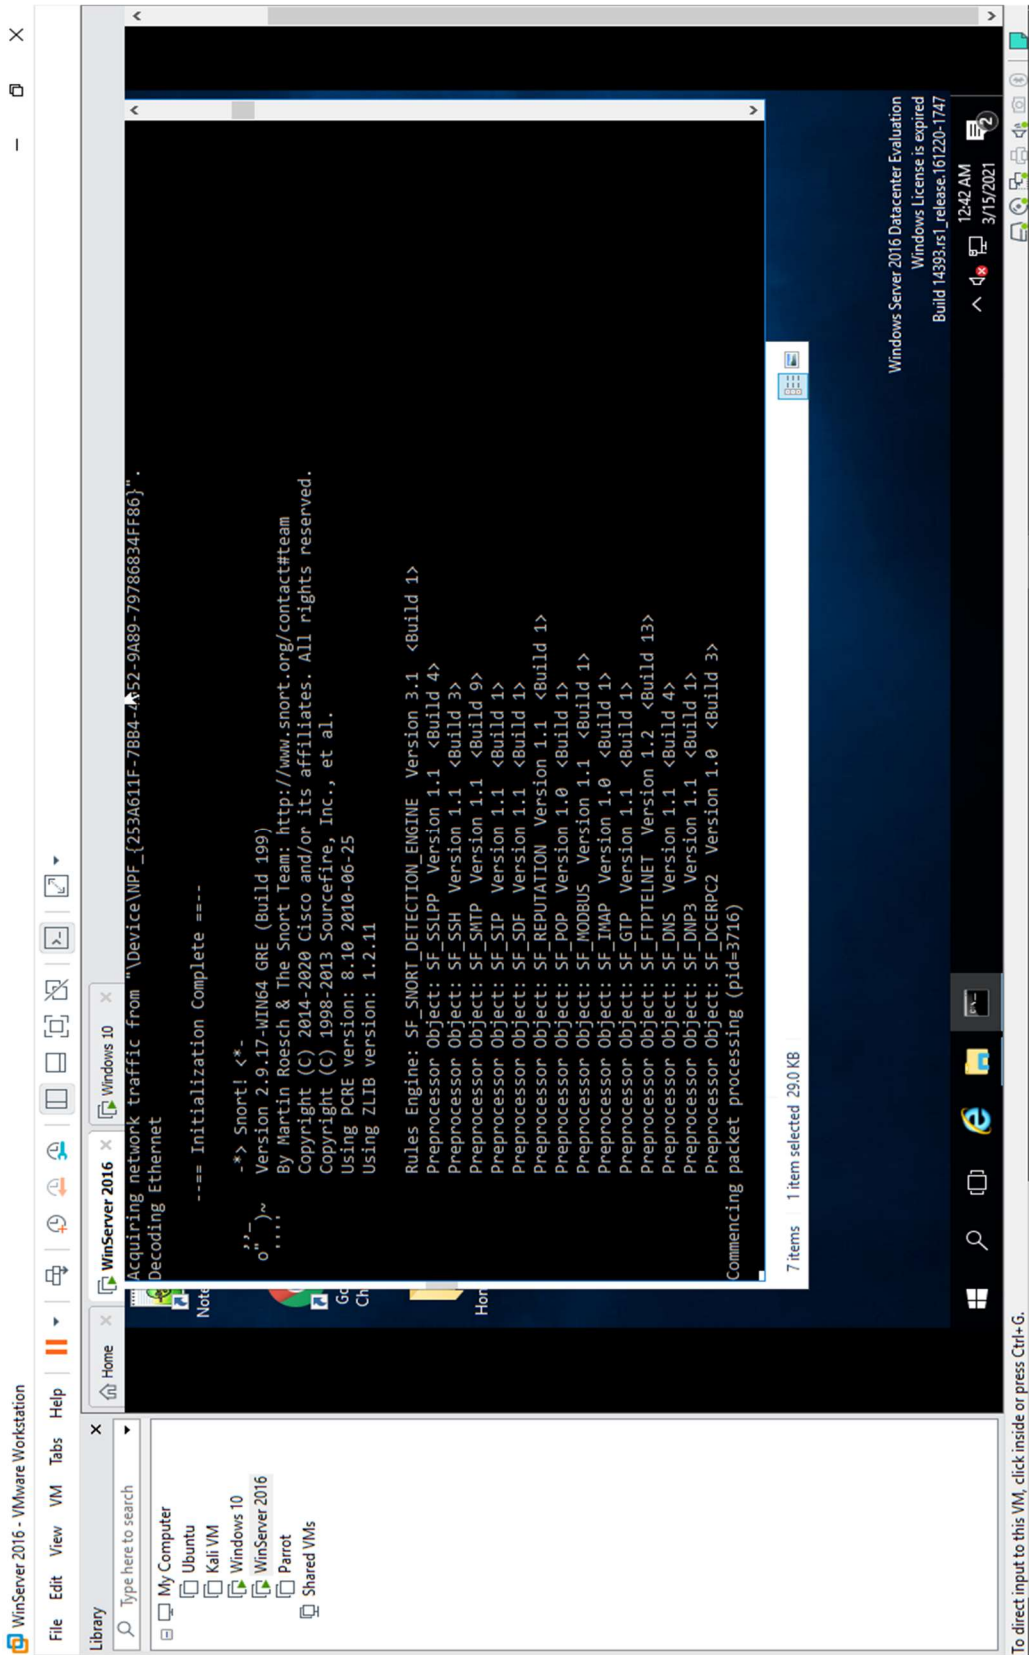 WinServer 2016 - VMware Workstation
File Edit View VM Tabs Help
Library
Type here to search
My Computer
Ubuntu
Kali VM
Windows 10
WinServer 2016
Parrot
Shared VMs
Home
WinServer 2016
Windows 10
Acquiring network traffic from "\Device\NPF_{253A611F-7BB4- 52-9A89-79786834FF86}".
Decoding Ethernet
--== Initialization Complete ==--
,,_ -*> Snort! <*-
o" )~ Version 2.9.17-WIN64 GRE (Build 199)
'''' By Martin Roesch & The Snort Team: http://www.snort.org/contact#team
Copyright (C) 2014-2020 Cisco and/or its affiliates. All rights reserved.
Copyright (C) 1998-2013 Sourcefire, Inc., et al.
Using PCRE version: 8.10 2010-06-25
Using ZLIB version: 1.2.11
Rules Engine: SF_SNORT_DETECTION_ENGINE Version 3.1 <Build 1>
Preprocessor Object: SF_SSLPP Version 1.1 <Build 4>
Preprocessor Object: SF_SSH Version 1.1 <Build 3>
Preprocessor Object: SF_SMTP Version 1.1 <Build 9>
Preprocessor Object: SF_SIP Version 1.1 <Build 1>
Preprocessor Object: SF_SDF Version 1.1 <Build 1>
Preprocessor Object: SF_REPUTATION Version 1.1 <Build 1>
Preprocessor Object: SF_POP Version 1.0 <Build 1>
Preprocessor Object: SF_MODBUS Version 1.1 <Build 1>
Preprocessor Object: SF_IMAP Version 1.0 <Build 1>
Preprocessor Object: SF_GTP Version 1.1 <Build 1>
Preprocessor Object: SF_FTPTELNET Version 1.2 <Build 13>
Preprocessor Object: SF_DNS Version 1.1 <Build 4>
Preprocessor Object: SF_DNP3 Version 1.1 <Build 1>
Preprocessor Object: SF_DCERPC2 Version 1.0 <Build 3>
Commencing packet processing (pid=3716)
Note
Go
Ch
Hon
7 items 1 item selected 29.0 KB
Windows Server 2016 Datacenter Evaluation
Windows License is expired
Build 14393.rs1_release.161220-1747
12:42 AM
3/15/2021
2
To direct input to this VM, click inside or press Ctrl+G.